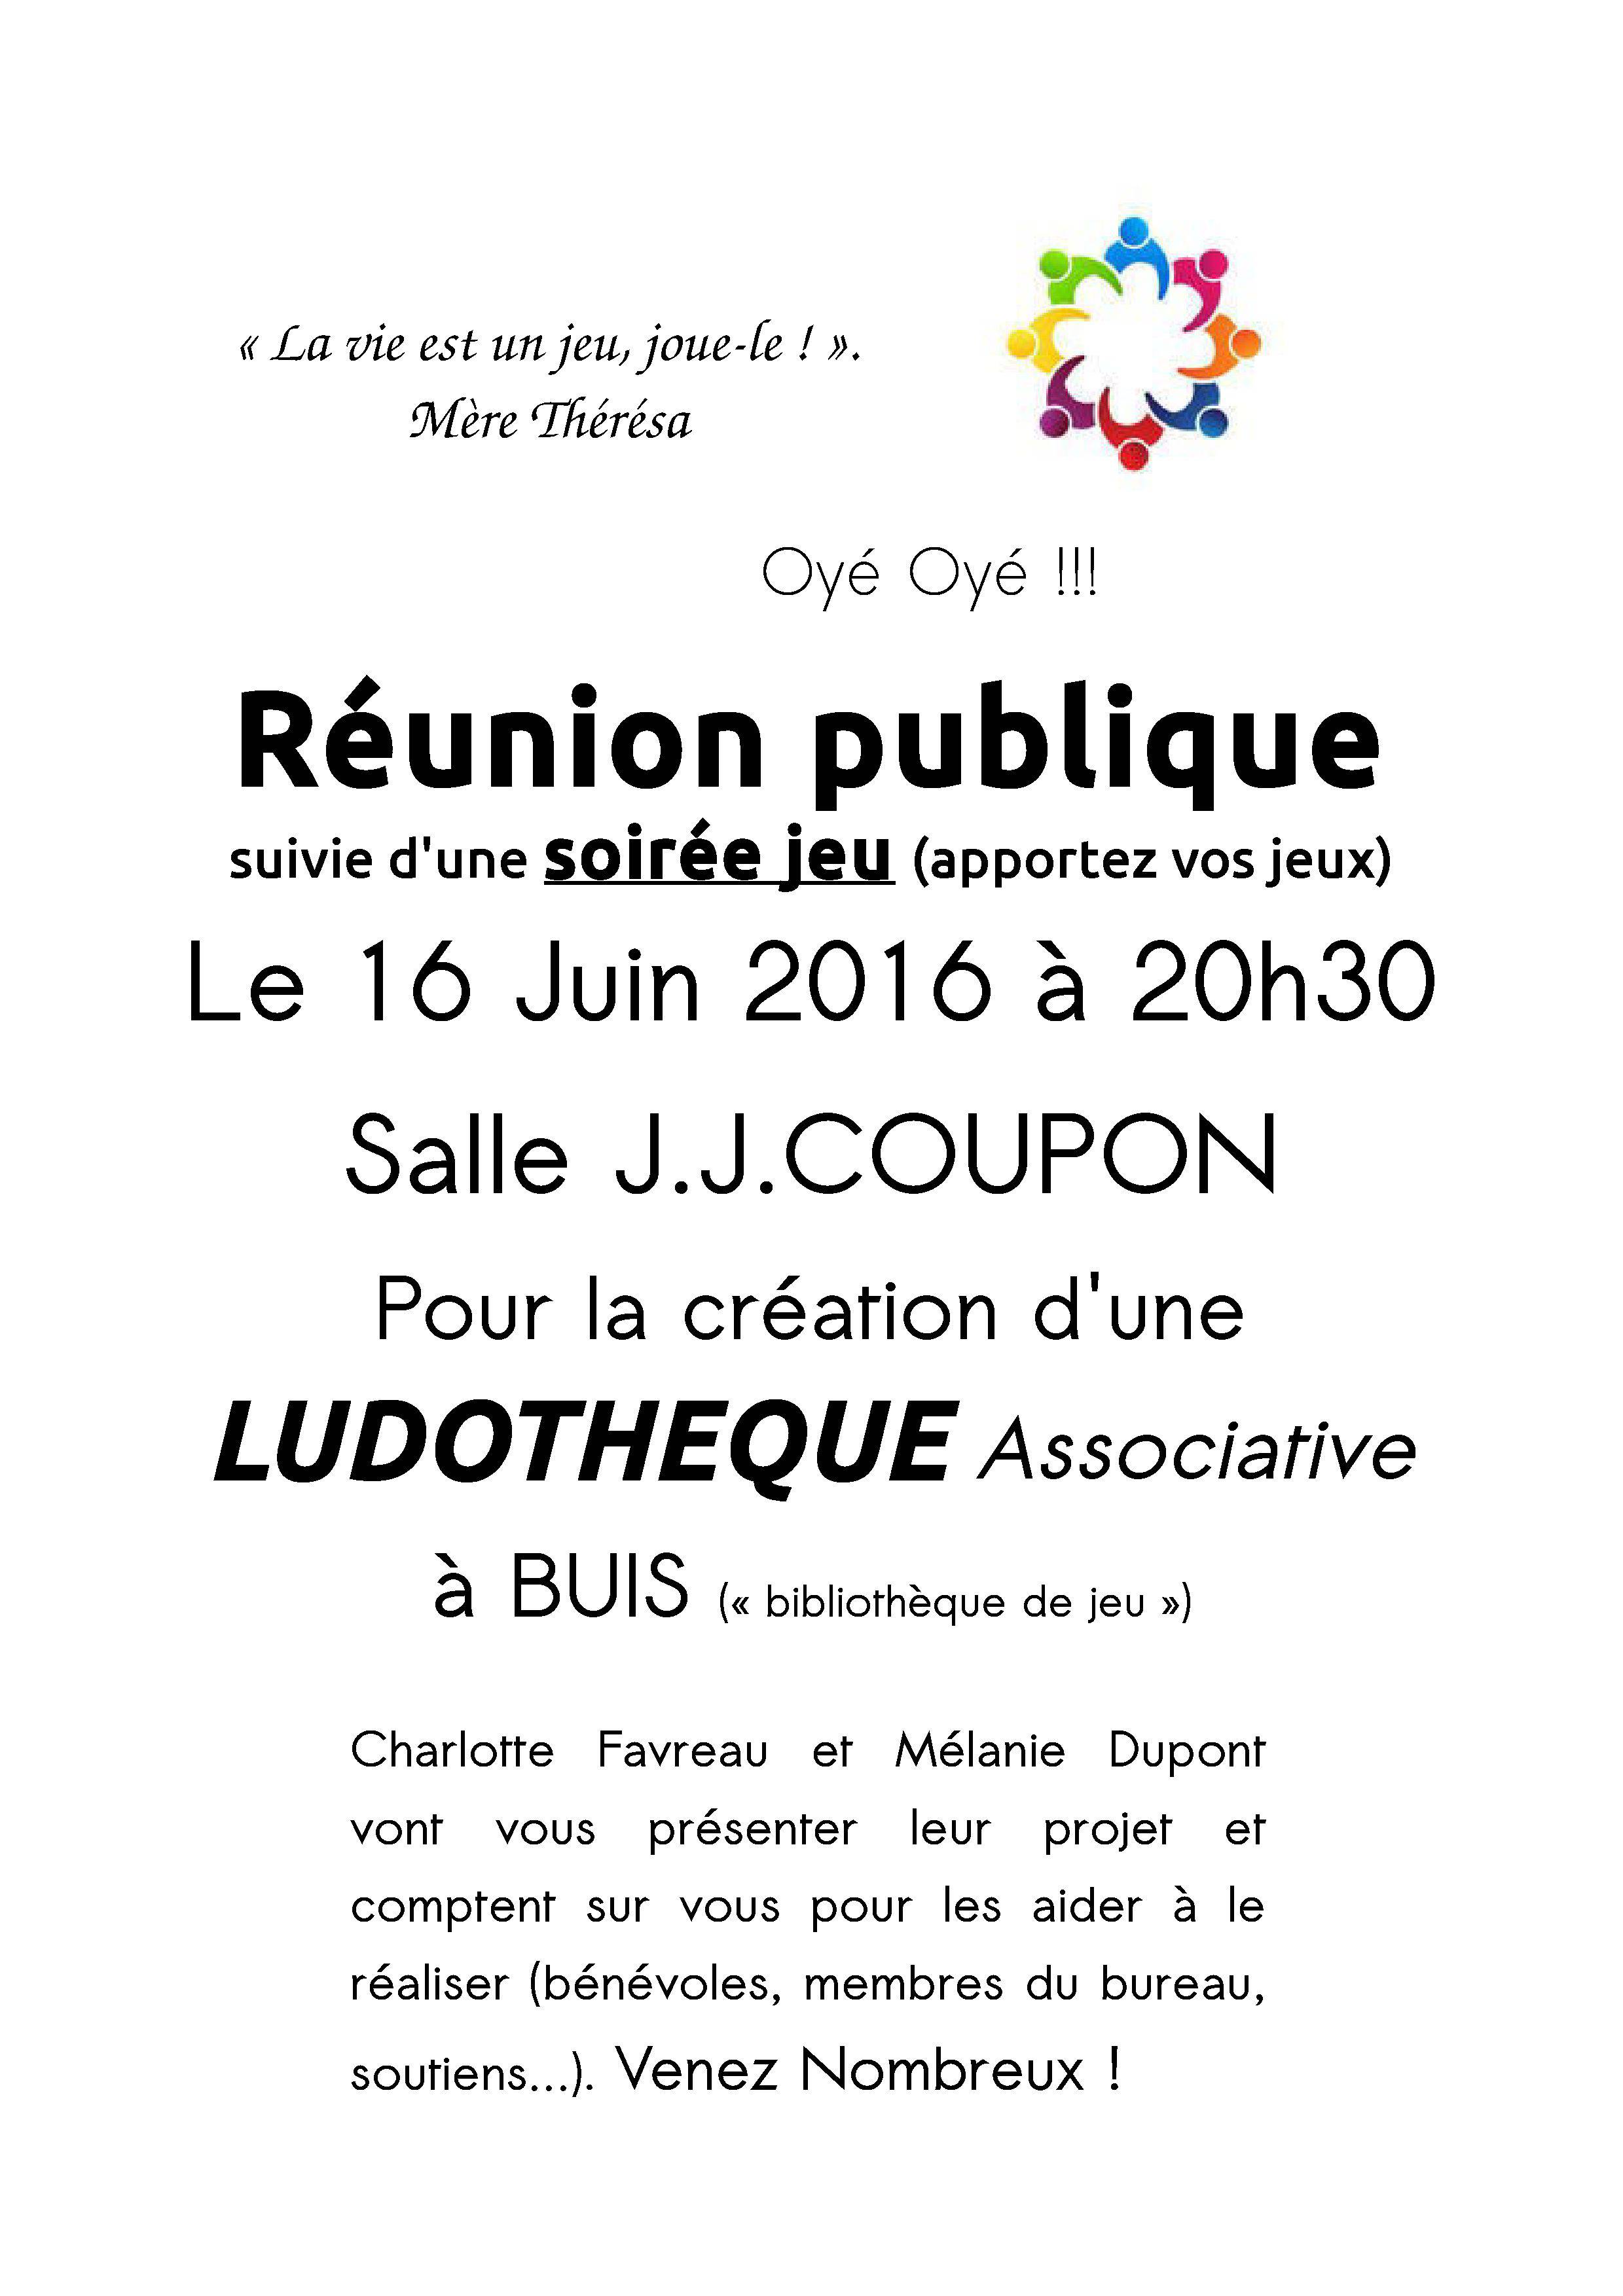 « La vie est un jeu, joue-le ! ».
Mère Thérésa
Oyé Oyé !!!
Réunion publique
suivie d'une soirée jeu (apportez vos jeux)
Le 16 Juin 2016 à 20h30
Salle J.J.COUPON
Pour la création d'une
LUDOTHEQUE Associative
à BUIS (« bibliothèque de jeu »)
Charlotte Favreau et Mélanie Dupont
vont vous présenter leur projet et
comptent sur vous pour les aider à le
réaliser (bénévoles, membres du bureau,
soutiens...). Venez Nombreux !